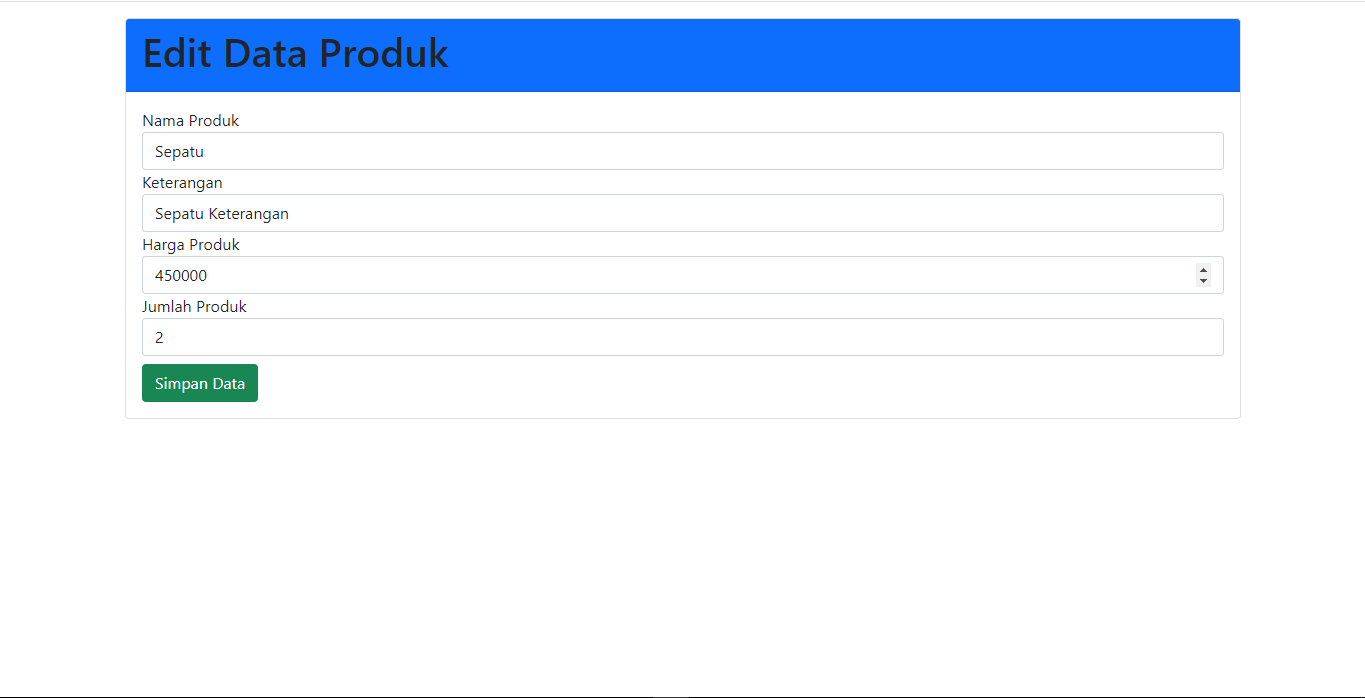 Edit Data Produk
Nama Produk
Sepatu
Keterangan
Sepatu Keterangan
Harga Produk
450000
Jumlah Produk
2
Simpan Data